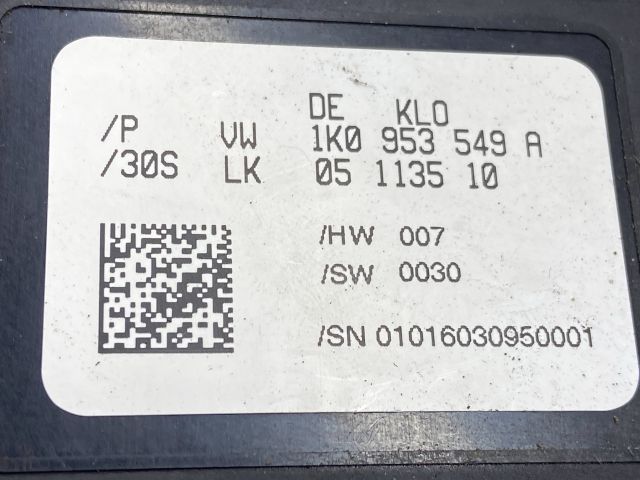 DE KLO
/P VW 1K0 953 549 A
/30S LK 05 1135 10
/HW 007
/SW 0030
/SN 01016030950001